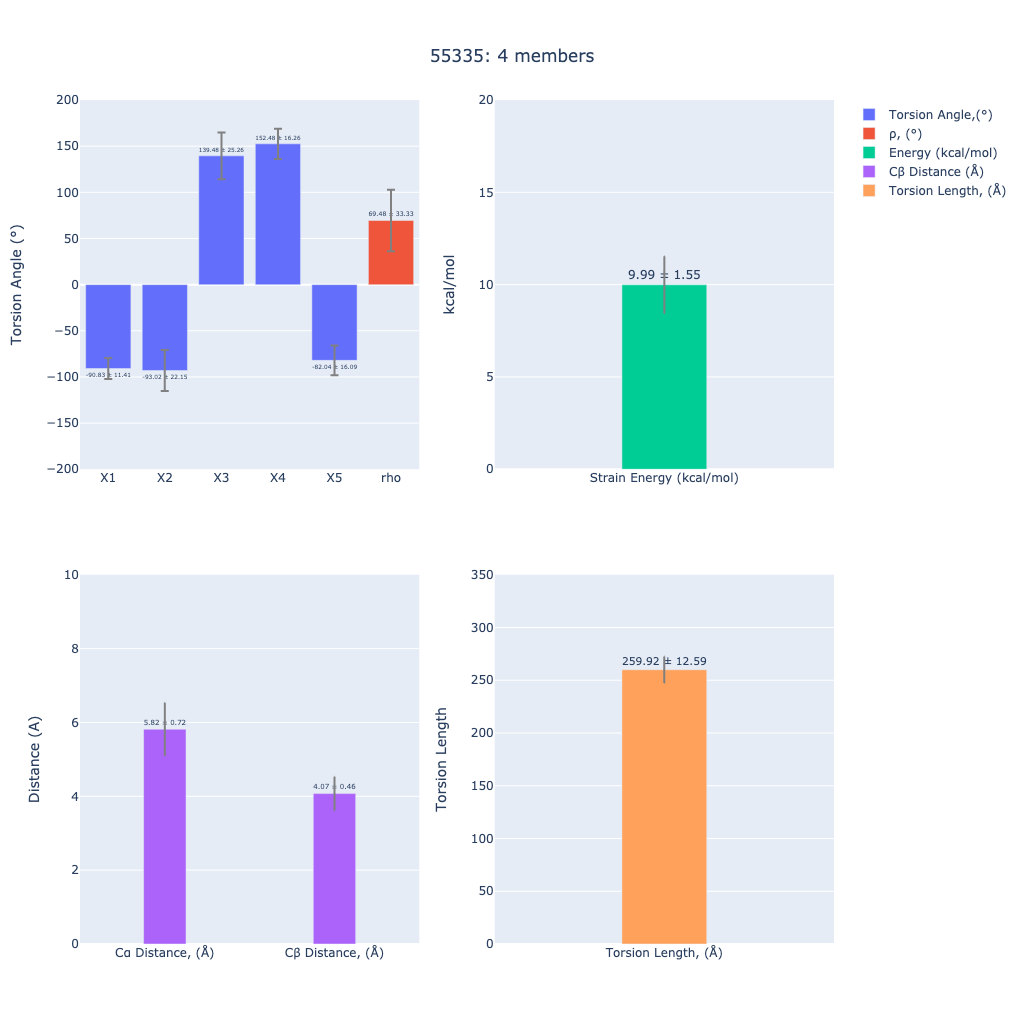 55335: 4 members
Torsion Angle (°)
200
150
100
50
0
−50
−100
−150
−200
139.48 ± 25.26
152.48 ± 16.26
69.48 ± 33.33
-90.83 ± 11.41
-93.02 ± 22.15
-82.04 ± 16.09
X1 X2 X3 X4 X5 rho
kcal/mol
20
15
10
5
0
9.99 ± 1.55
Strain Energy (kcal/mol)
Torsion Angle,(°)
ρ, (°)
Energy (kcal/mol)
Cβ Distance (Å)
Torsion Length, (Å)
Distance (A)
10
8
6
4
2
0
5.82 ± 0.72
4.07 ± 0.46
Cα Distance, (Å) Cβ Distance, (Å)
Torsion Length
350
300
250
200
150
100
50
0
259.92 ± 12.59
Torsion Length, (Å)